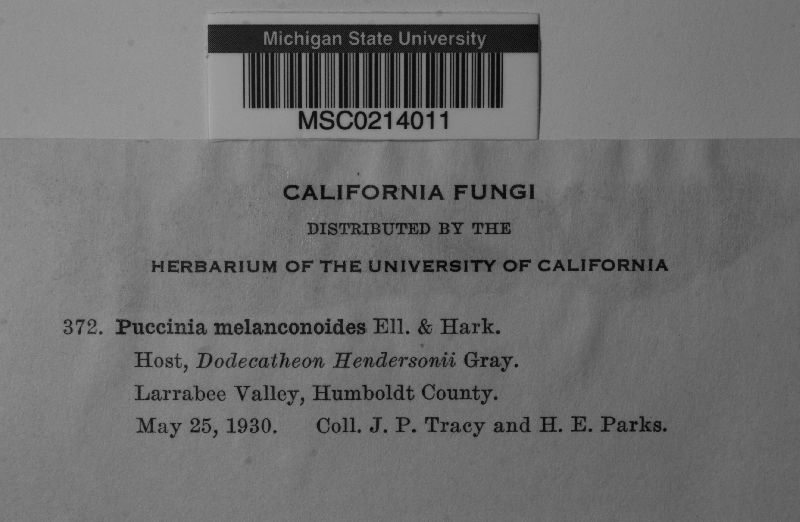 Michigan State University
MSC0214011
CALIFORNIA FUNGI
DISTRIBUTED BY THE
HERBARIUM OF THE UNIVERSITY OF CALIFORNIA
372. Puccinia melanconoides Ell. & Hark.
Host, Dodecatheon Hendersonii Gray.
Larrabee Valley, Humboldt County.
May 25, 1930. Coll. J. P. Tracy and H. E. Parks.